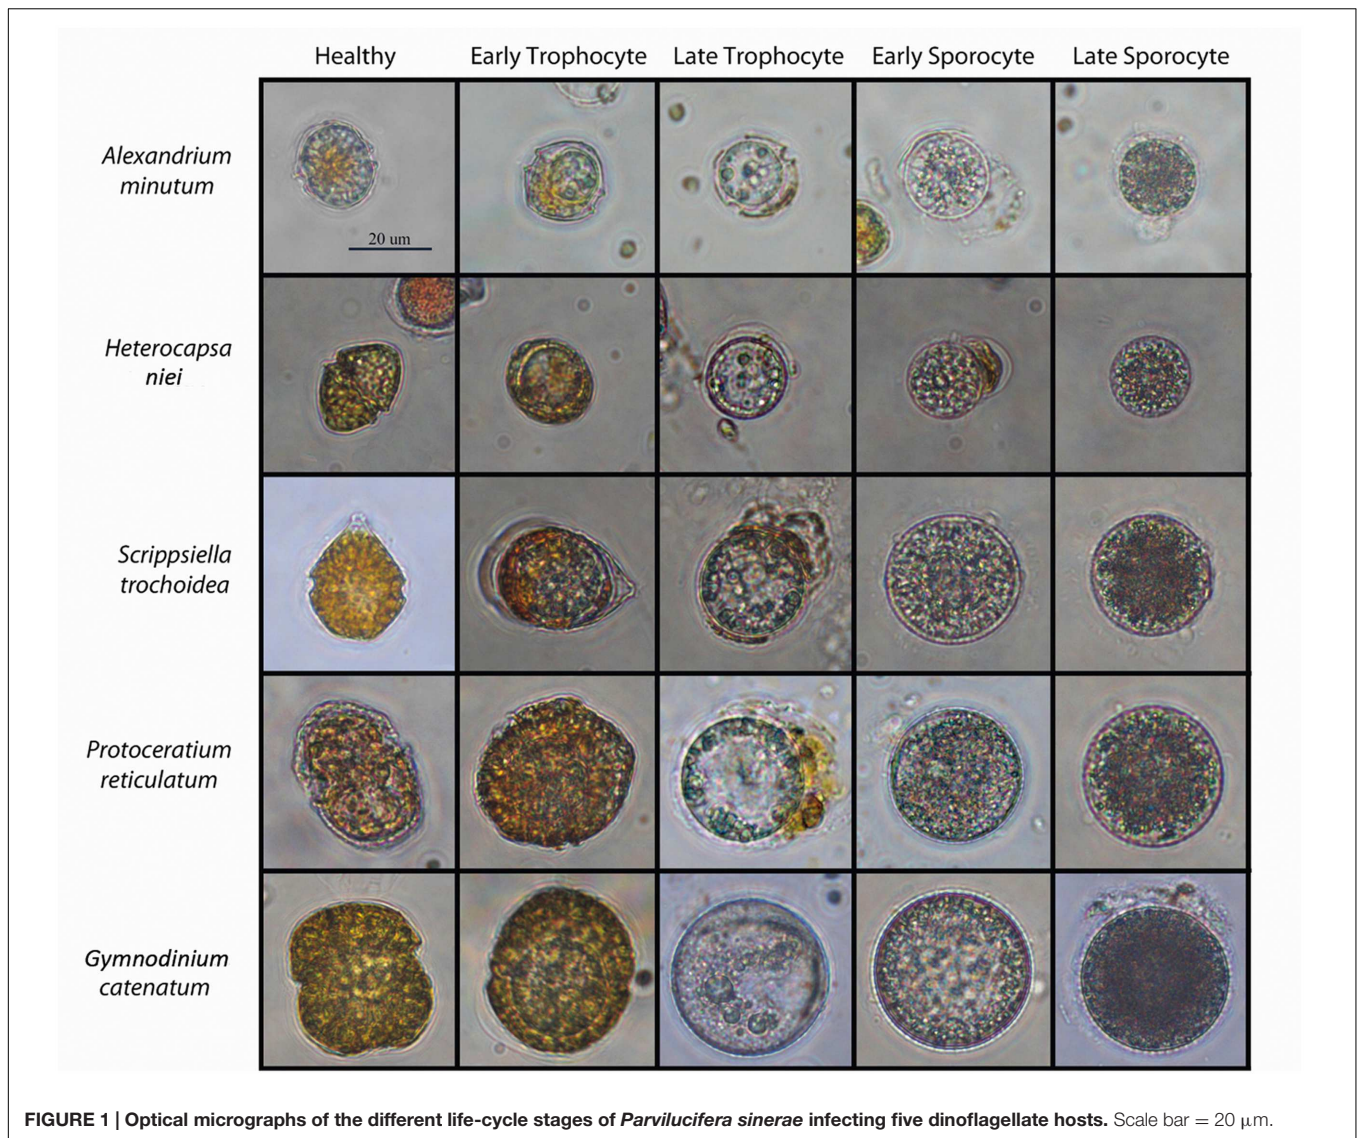 Healthy Early Trophocyte Late Trophocyte Early Sporocyte Late Sporocyte
Alexandrium
minutum
20 um
Heterocapsa
niei
Scrippsiella
trochoidea
Protoceratium
reticulatum
Gymnodinium
catenatum
FIGURE 1 | Optical micrographs of the different life-cycle stages of Parvilucifera sinerae infecting five dinoflagellate hosts. Scale bar = 20 μm.